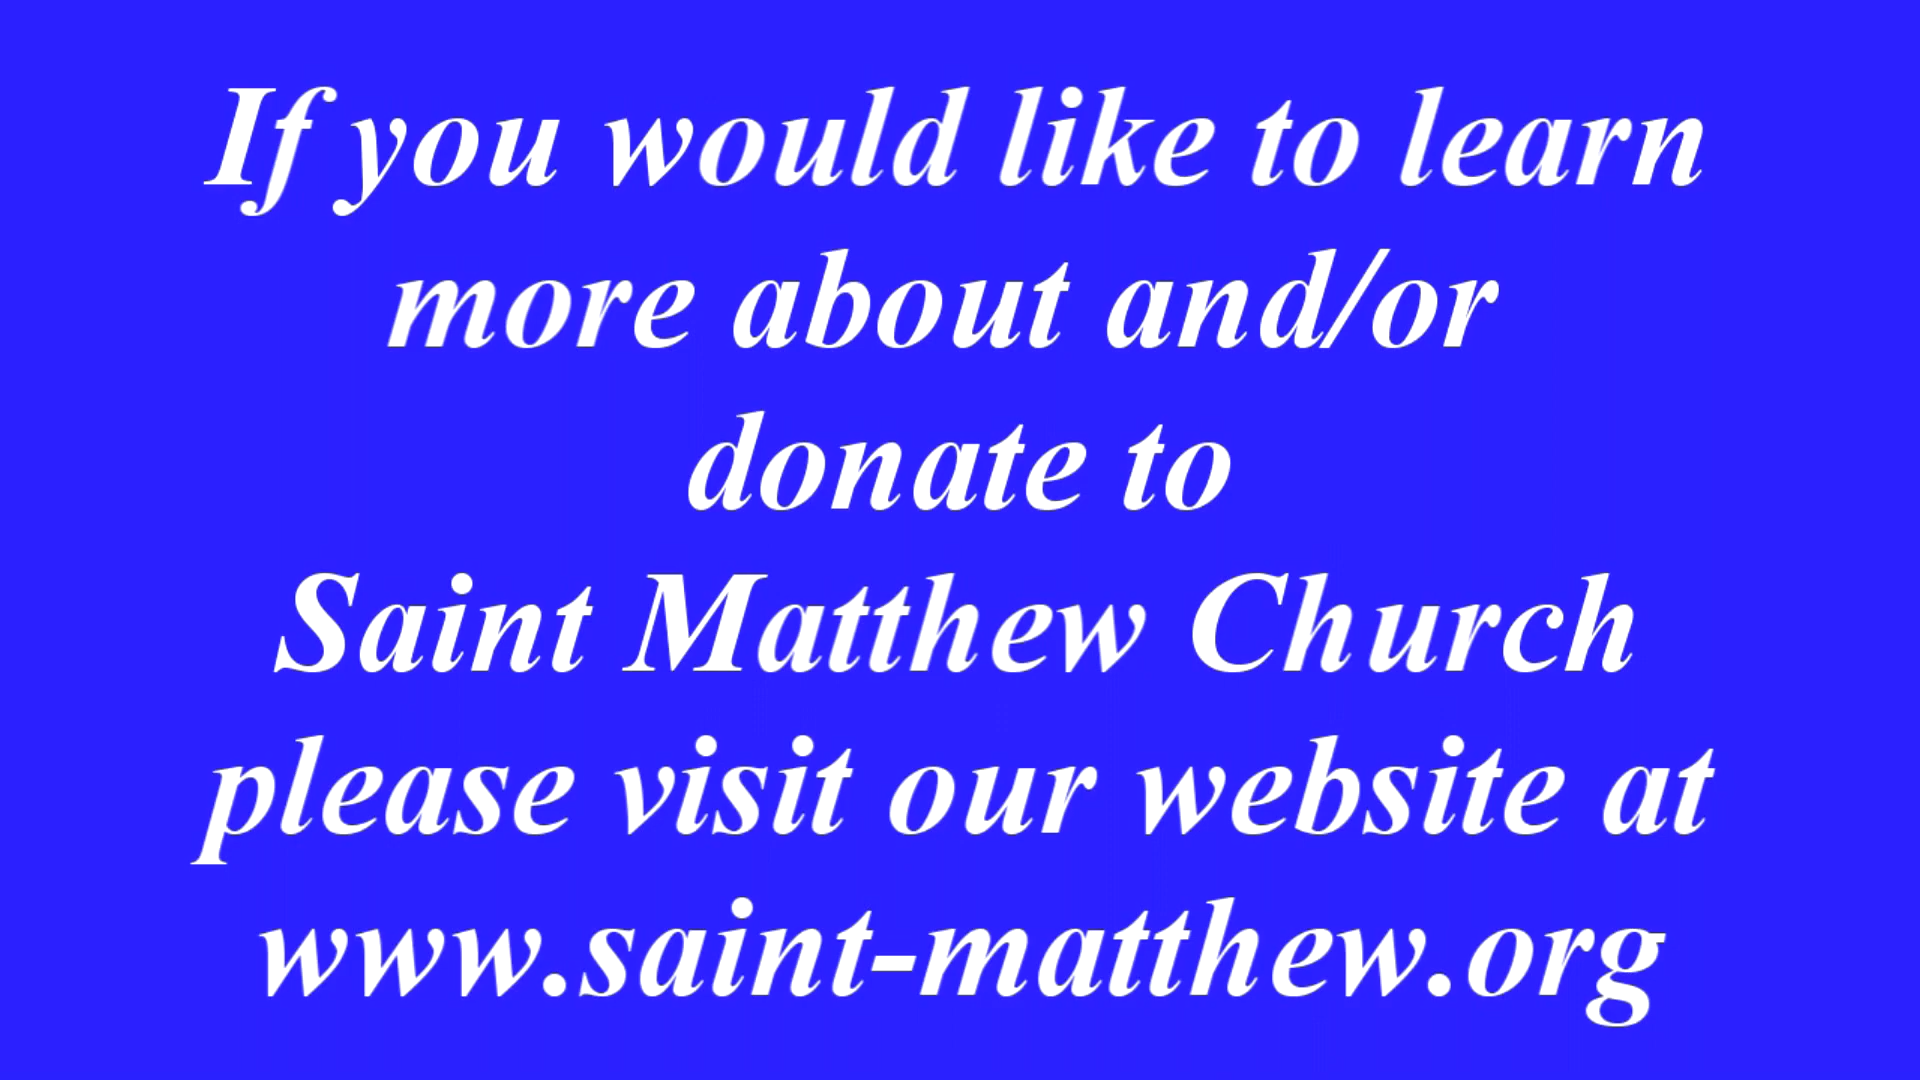 If you would like to learn
more about and/or
donate to
Saint Matthew Church
please visit our website at
www.saint-matthew.org